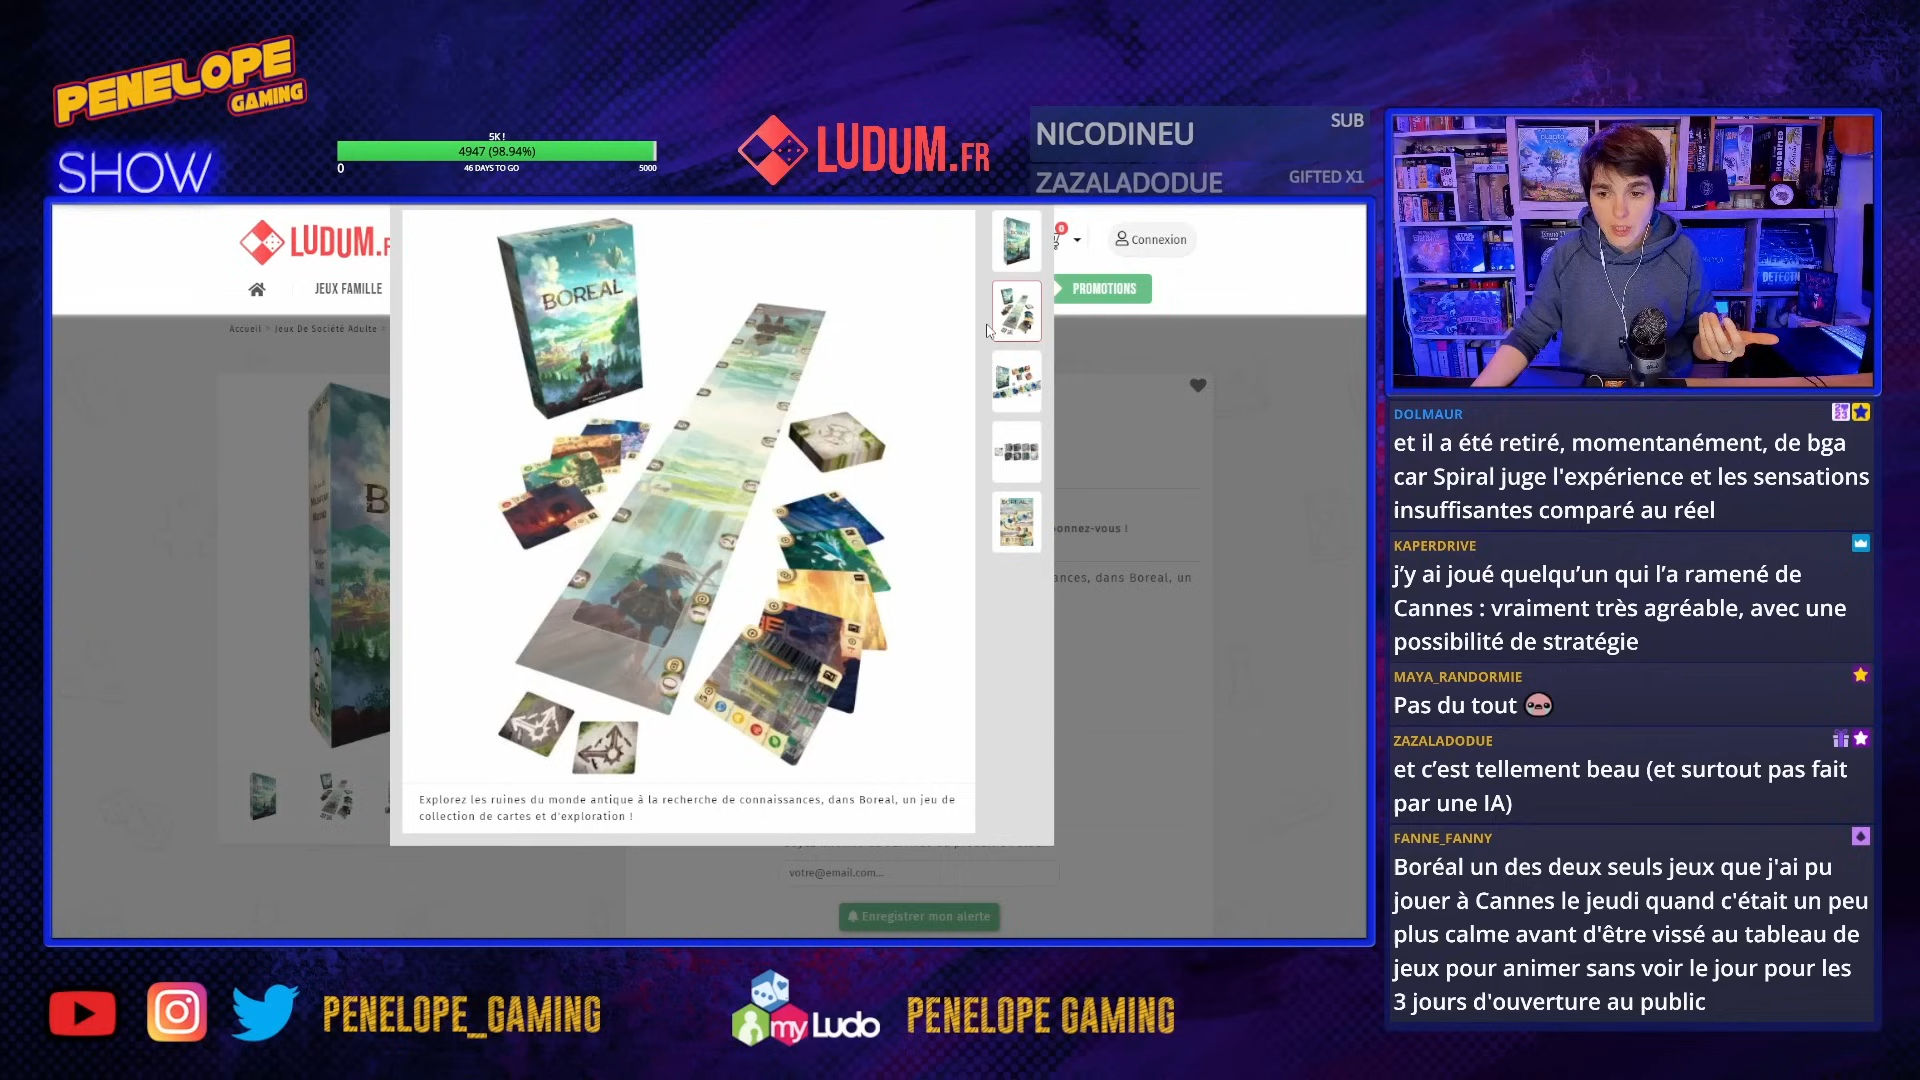 PENELOPE
GAMING
SHOW
5K!
4947 (98.94%)
0
46 DAYS TO GO
5000
LUDUM.FR
NICODINEU
SUB
ZAZALADODUE
GIFTED X1
LUDUM.F
0
Connexion
JEUX FAMILLE
PROMOTIONS
Accueil > Jeux De Société Adulte >
BOREAL
B
onnez-vous !
ances, dans Boreal, un
Explorez les ruines du monde antique à la recherche de connaissances, dans Boreal, un jeu de
collection de cartes et d'exploration !
votre@email.com...
Enregistrer mon alerte
DOLMAUR
et il a été retiré, momentanément, de bga
car Spiral juge l'expérience et les sensations
insuffisantes comparé au réel
KAPERDRIVE
j’y ai joué quelqu’un qui l’a ramené de
Cannes : vraiment très agréable, avec une
possibilité de stratégie
MAYA_RANDORMIE
Pas du tout
ZAZALADODUE
et c’est tellement beau (et surtout pas fait
par une IA)
FANNE_FANNY
Boréal un des deux seuls jeux que j'ai pu
jouer à Cannes le jeudi quand c'était un peu
plus calme avant d'être vissé au tableau de
jeux pour animer sans voir le jour pour les
3 jours d'ouverture au public
PENELOPE_GAMING
my Ludo
PENELOPE GAMING